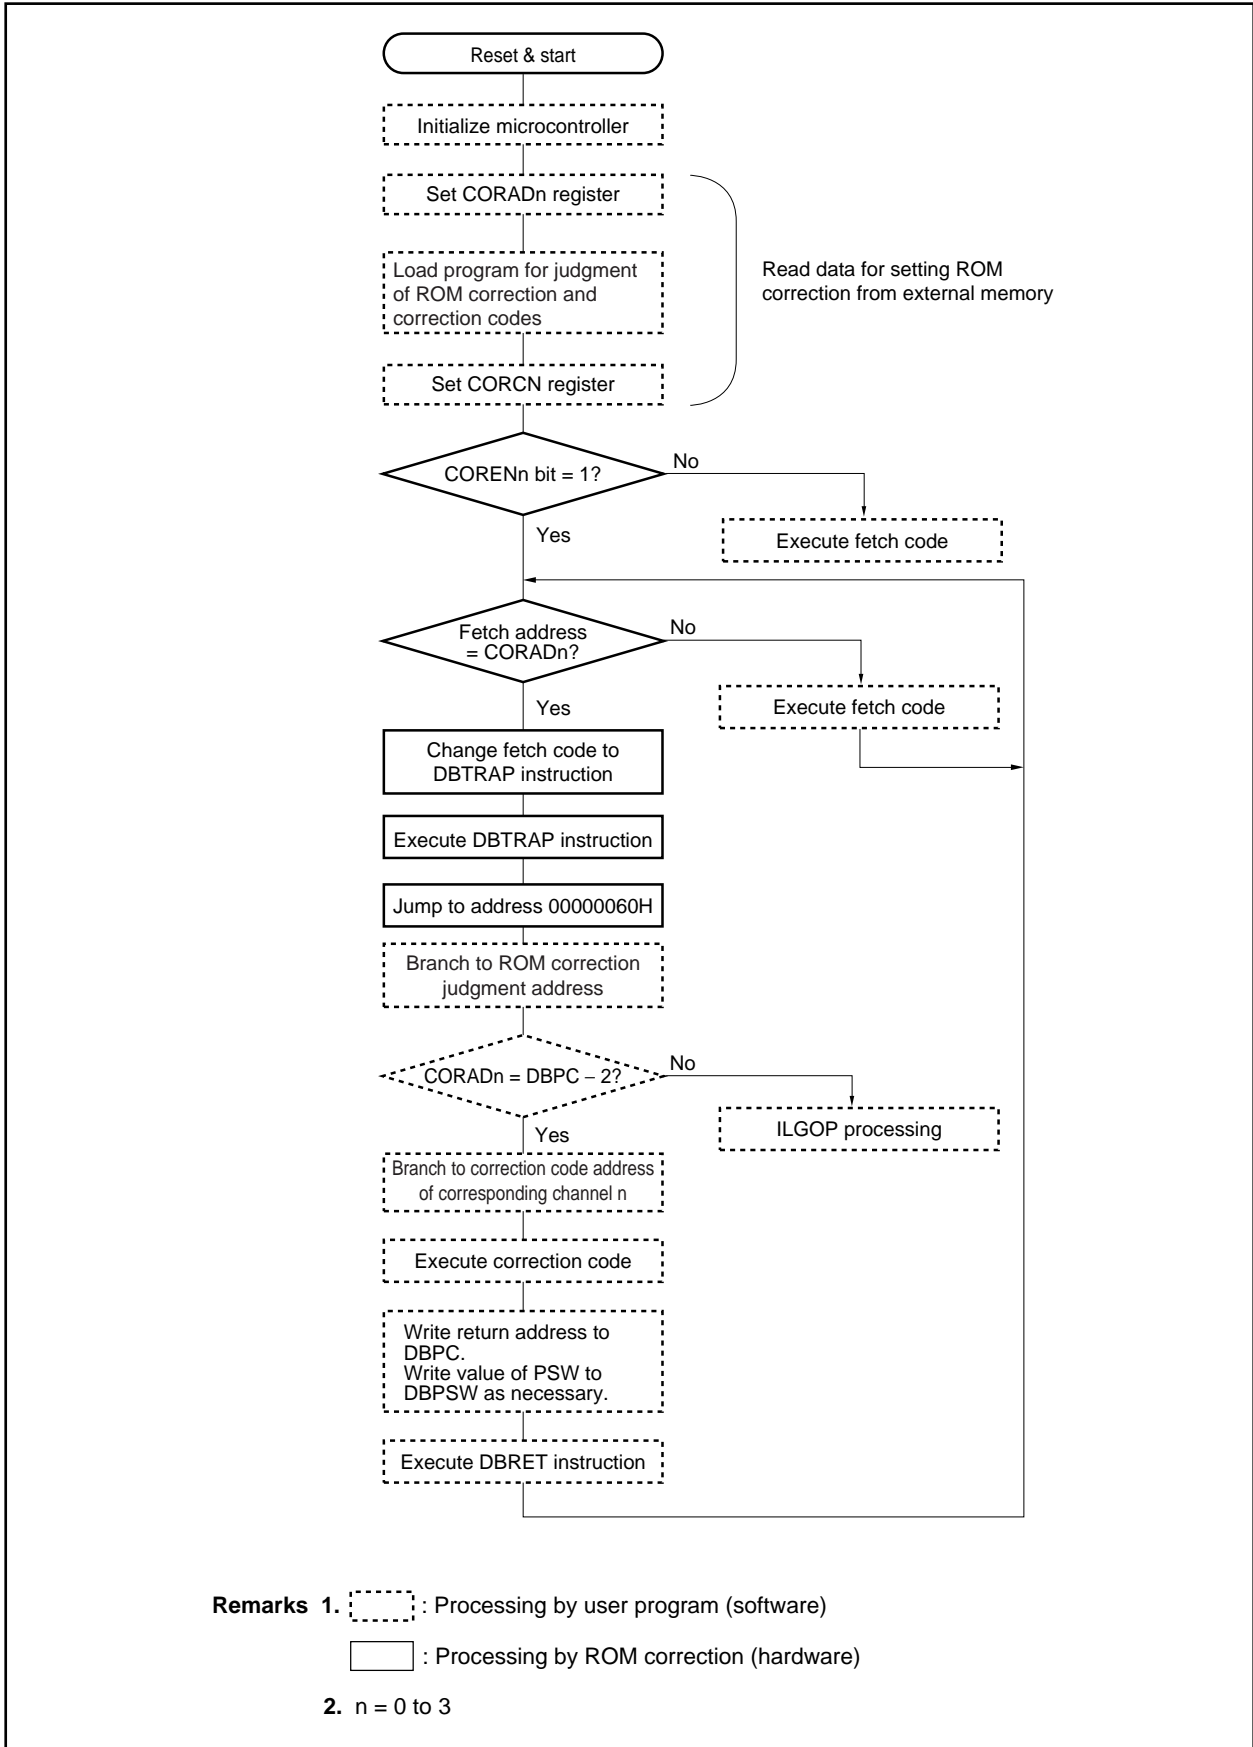 Reset & start
Initialize microcontroller
Set CORADn register
Load program for judgment
of ROM correction and
correction codes
Read data for setting ROM
correction from external memory
Set CORCN register
CORENn bit = 1?
No
Yes
Execute fetch code
Fetch address
= CORADn?
No
Yes
Execute fetch code
Change fetch code to
DBTRAP instruction
Execute DBTRAP instruction
Jump to address 00000060H
Branch to ROM correction
judgment address
CORADn = DBPC − 2?
No
Yes
ILGOP processing
Branch to correction code address
of corresponding channel n
Execute correction code
Write return address to
DBPC.
Write value of PSW to
DBPSW as necessary.
Execute DBRET instruction
Remarks 1. : Processing by user program (software)
: Processing by ROM correction (hardware)
2. n = 0 to 3